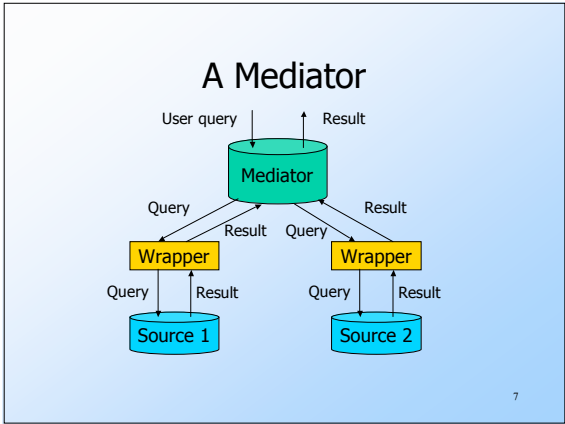 A Mediator
User query Result
Mediator
Query Result Query Result
Wrapper Wrapper
Query Result Query Result
Source 1 Source 2
7